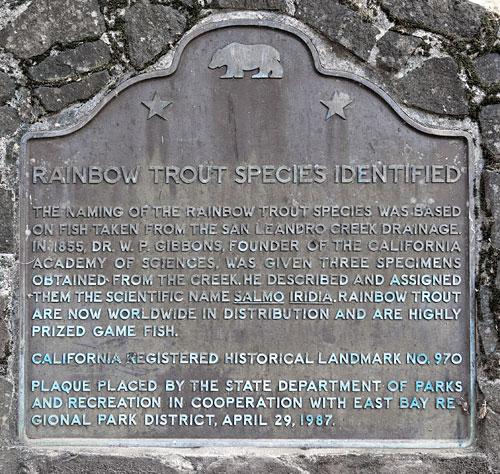 RAINBOW TROUT SPECIES IDENTIFIED
THE NAMING OF THE RAINBOW TROUT SPECIES WAS BASED
ON FISH TAKEN FROM THE SAN LEANDRO CREEK DRAINAGE.
IN 1855, DR. W. P. GIBBONS, FOUNDER OF THE CALIFORNIA
ACADEMY OF SCIENCES, WAS GIVEN THREE SPECIMENS
OBTAINED FROM THE CREEK. HE DESCRIBED AND ASSIGNED
THEM THE SCIENTIFIC NAME SALMO IRIDIA. RAINBOW TROUT
ARE NOW WORLDWIDE IN DISTRIBUTION AND ARE HIGHLY
PRIZED GAME FISH.
CALIFORNIA REGISTERED HISTORICAL LANDMARK NO. 970
PLAQUE PLACED BY THE STATE DEPARTMENT OF PARKS
AND RECREATION IN COOPERATION WITH EAST BAY RE
GIONAL PARK DISTRICT, APRIL 29, 1987.